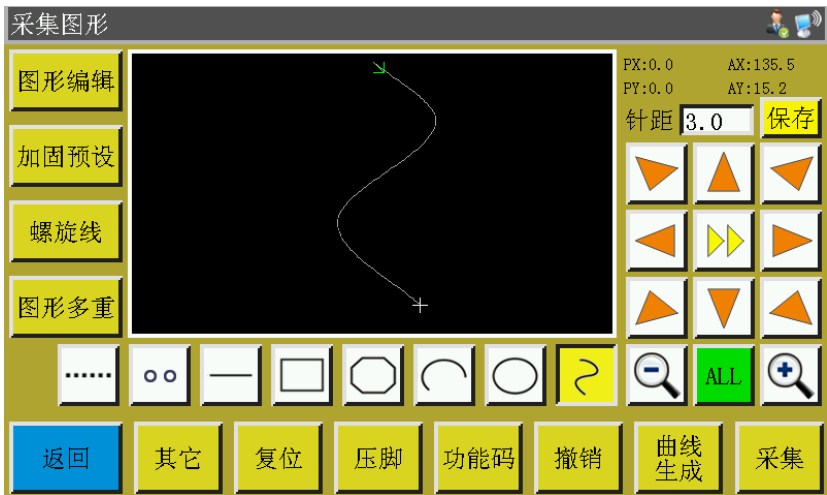 采集图形
图形编辑
加固预设
螺旋线
图形多重
PX:0.0 AX:135.5
PY:0.0 AY:15.2
针距 3.0 保存
ALL
返回 其它 复位 压脚 功能码 撤销 曲线 采集
生成